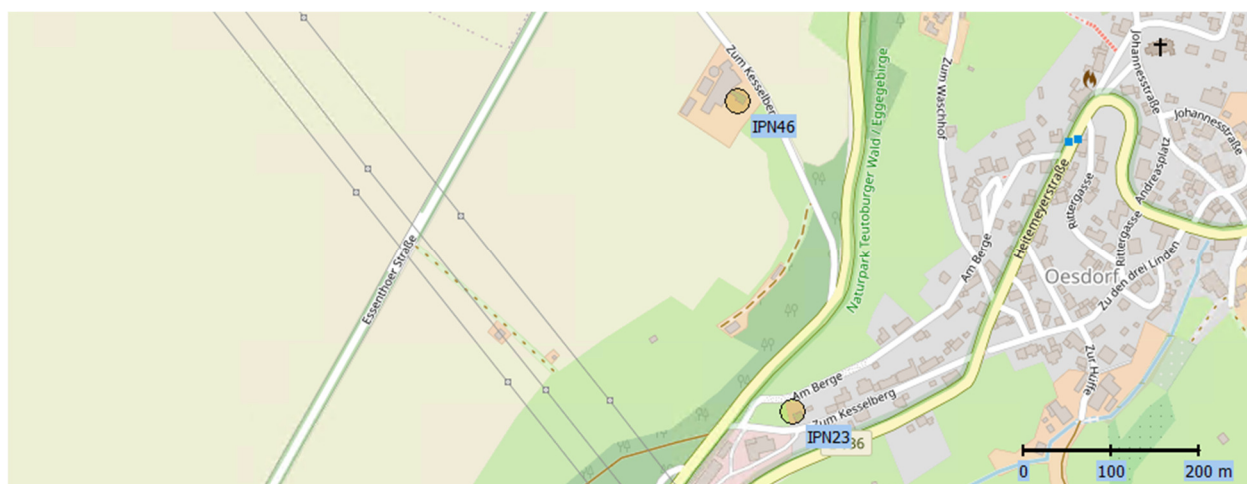 Zum Kesselberg
IPN46
Essenthoer Straße
Naturpark Teutoburger Wald / Eggegebirge
Zum Waschhof
Johannesstraße
Johannesstraße
Andreasplatz
Rittergasse
Rittergasse
Heitemeyerstraße
Am Berge
Oesdorf
Zu den drei Linden
Zur Hüffe
Am Berge
Zum Kesselberg
IPN23
36
0 100 200 m